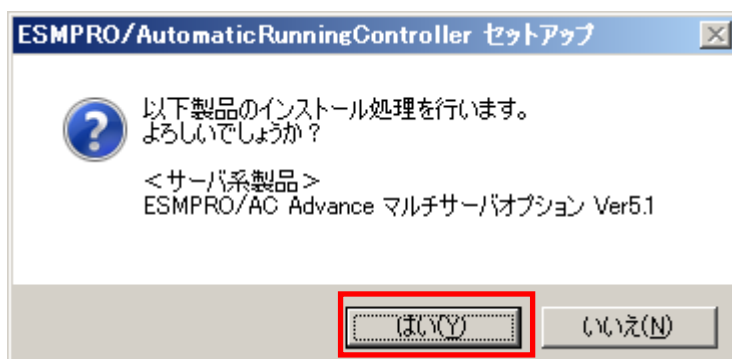 ESMPRO/AutomaticRunningController セットアップ
以下製品のインストール処理を行います。
よろしいでしょうか？
＜サーバ系製品＞
ESMPRO/AC Advance マルチサーバオプション Ver5.1
はい(Y)
いいえ(N)